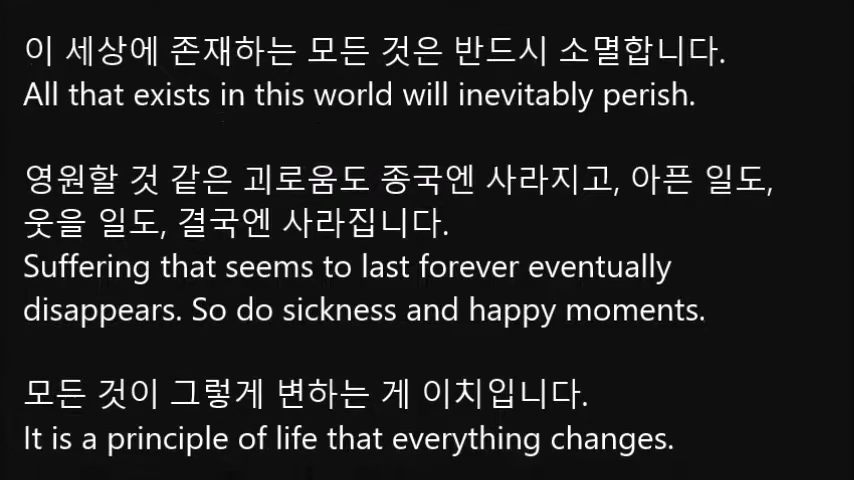 이 세상에 존재하는 모든 것은 반드시 소멸합니다.
All that exists in this world will inevitably perish.
영원할 것 같은 괴로움도 종국엔 사라지고, 아픈 일도,
웃을 일도, 결국엔 사라집니다.
Suffering that seems to last forever eventually
disappears. So do sickness and happy moments.
모든 것이 그렇게 변하는 게 이치입니다.
It is a principle of life that everything changes.